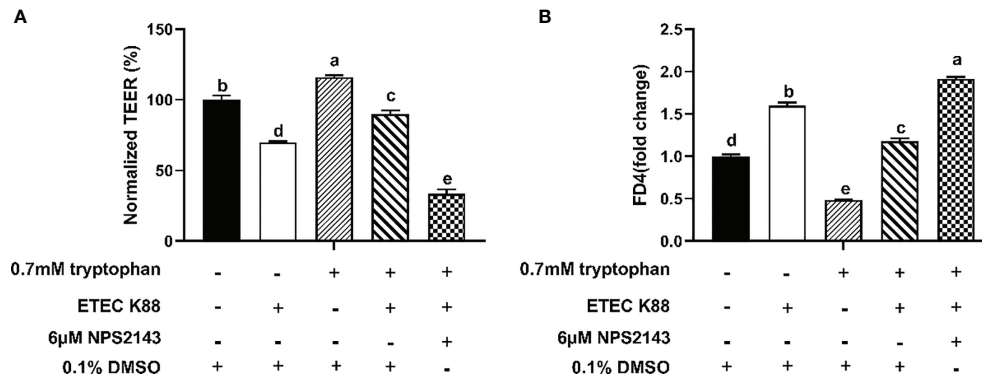 A
B
Normalized TEER (%)
150
100
50
0
b
d
a
c
e
FD4(fold change)
2.5
2.0
1.5
1.0
0.5
0.0
d
b
e
c
a
0.7mM tryptophan - - + + +
ETEC K88 - + - + +
6μM NPS2143 - - - - +
0.1% DMSO + + + + -
0.7mM tryptophan - - + + +
ETEC K88 - + - + +
6μM NPS2143 - - - - +
0.1% DMSO + + + + -